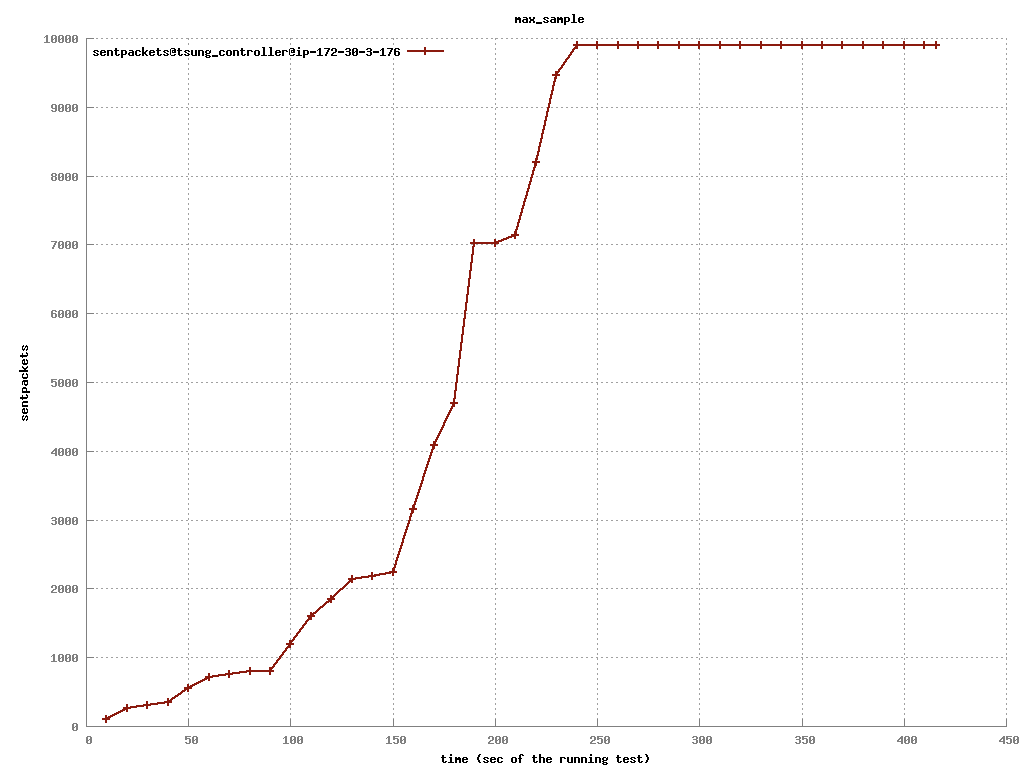 max_sample
sentpackets@tsung_controller@ip-172-30-3-176
10000
9000
8000
7000
6000
5000
4000
3000
2000
1000
0
sentpackets
0 50 100 150 200 250 300 350 400 450
time (sec of the running test)